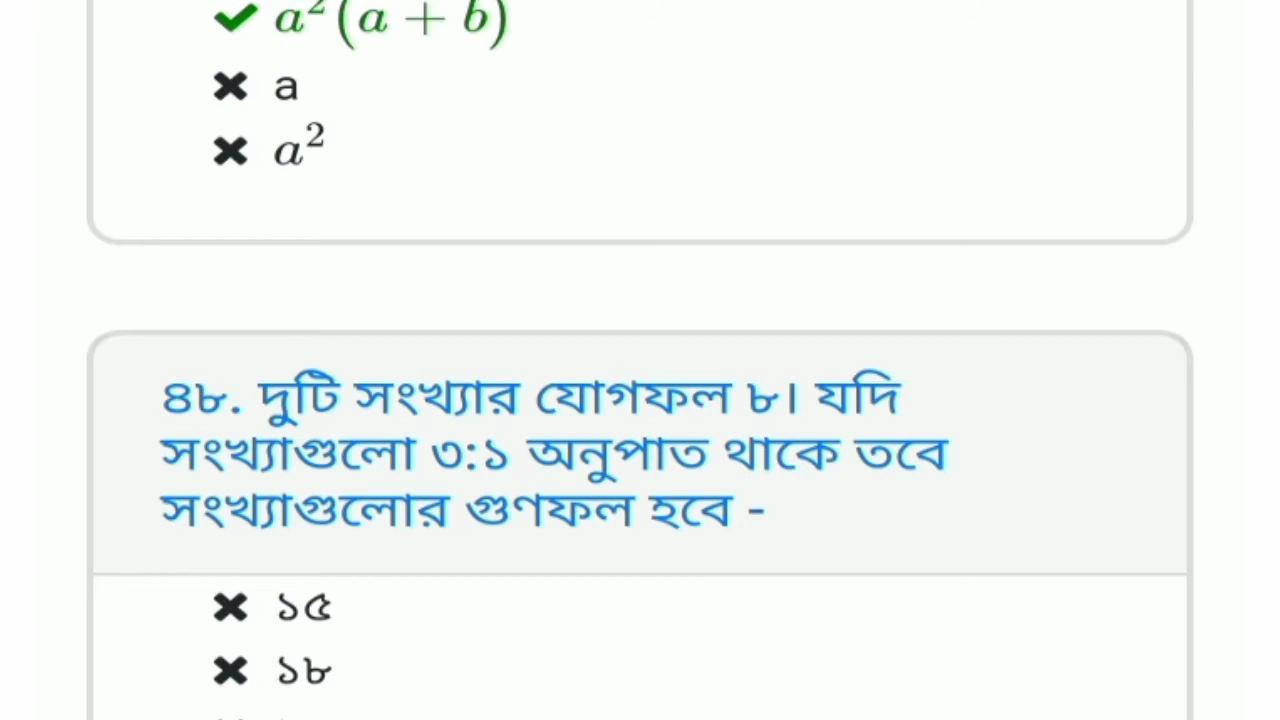 ✔ a²(a + b)
✖ a
✖ a²
৪৮. দুটি সংখ্যার যোগফল ৮। যদি
সংখ্যাগুলো ৩:১ অনুপাত থাকে তবে
সংখ্যাগুলোর গুণফল হবে -
✖ ১৫
✖ ১৮